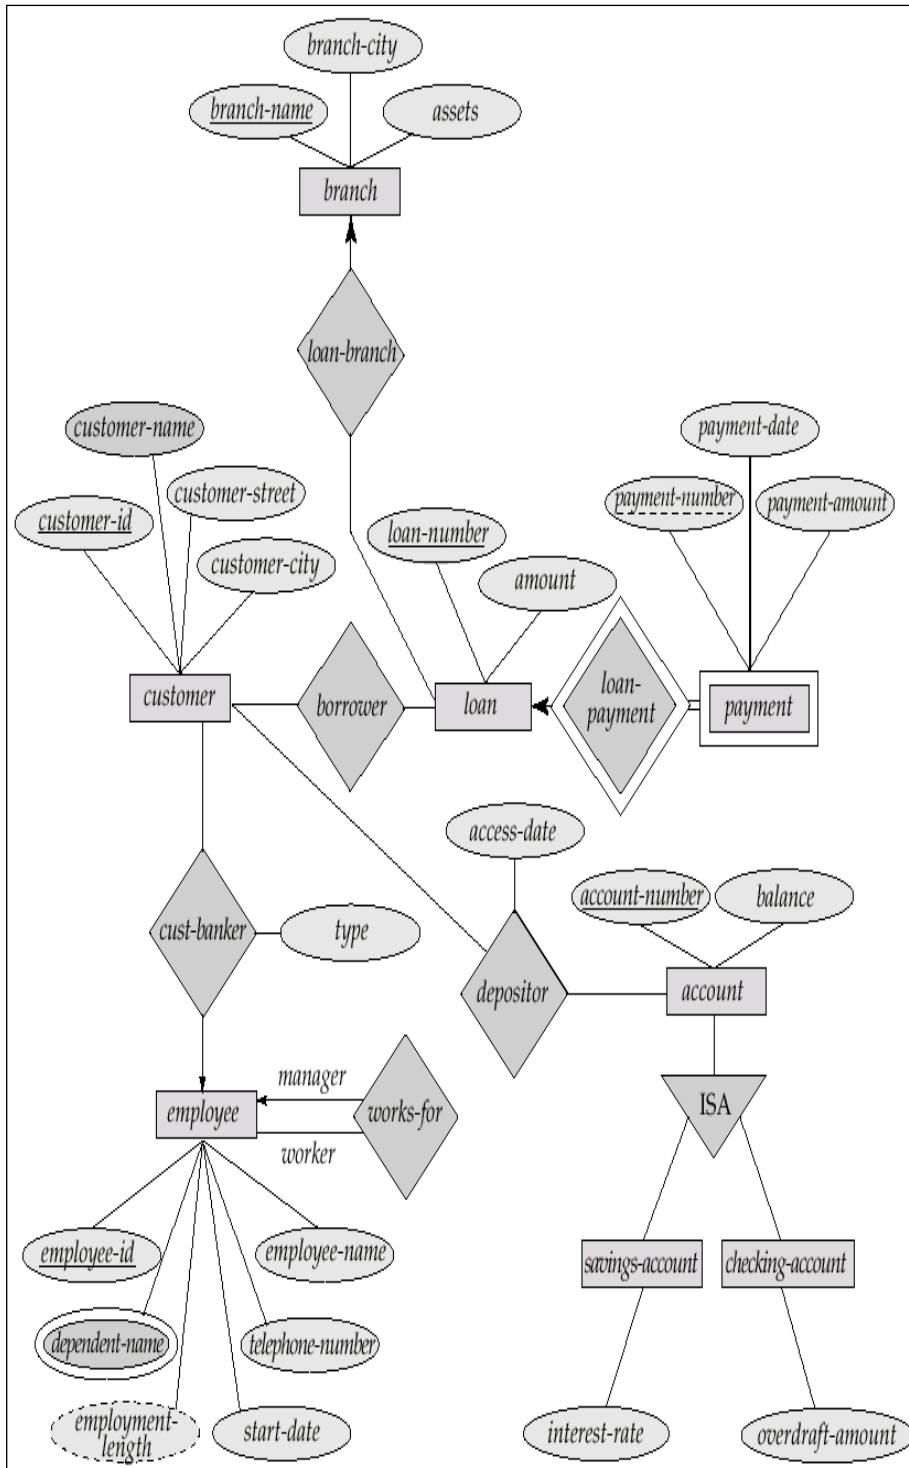 branch-city
branch-name
assets
branch
loan-branch
customer-name
payment-date
customer-street
payment-number
payment-amount
customer-id
loan-number
customer-city
amount
customer
borrower
loan
loan-
payment
payment
access-date
account-number
balance
cust-banker
type
depositor
account
manager
employee
works-for
ISA
worker
employee-id
employee-name
savings-account
checking-account
dependent-name
telephone-number
employment-
length
start-date
interest-rate
overdraft-amount